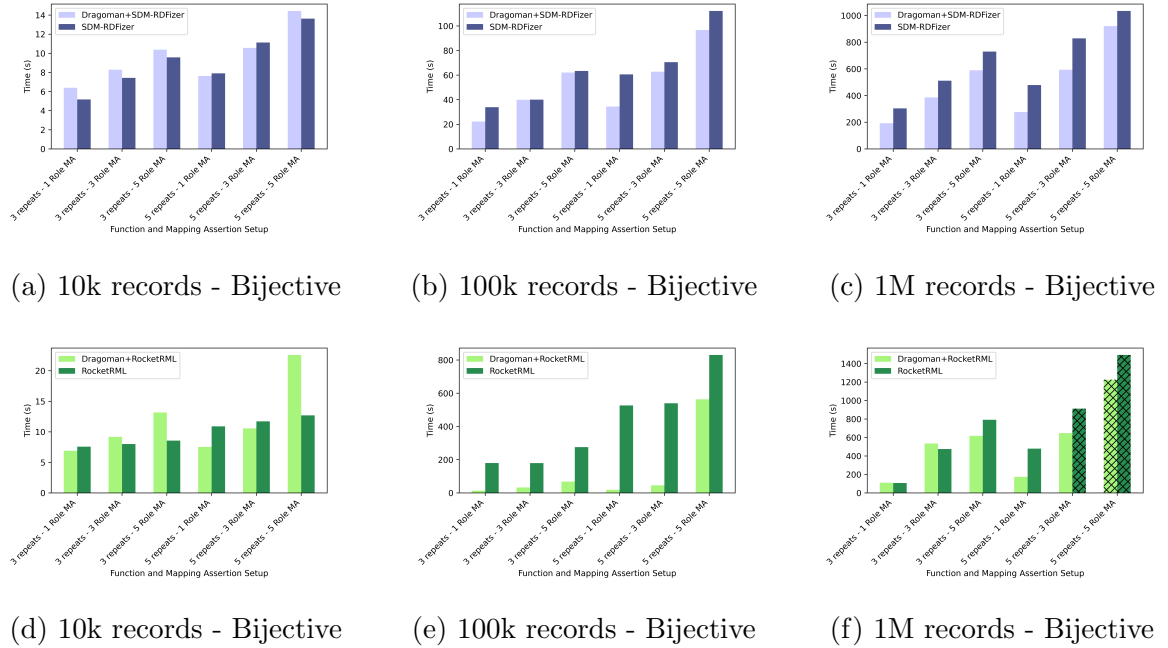 Dragoman+SDM-RDFizer
SDM-RDFizer
Time (s)
14
12
10
8
6
4
2
0
3 repeats - 1 Role MA
3 repeats - 3 Role MA
3 repeats - 5 Role MA
5 repeats - 1 Role MA
5 repeats - 3 Role MA
5 repeats - 5 Role MA
Function and Mapping Assertion Setup
(a) 10k records - Bijective
Dragoman+SDM-RDFizer
SDM-RDFizer
Time (s)
100
80
60
40
20
0
3 repeats - 1 Role MA
3 repeats - 3 Role MA
3 repeats - 5 Role MA
5 repeats - 1 Role MA
5 repeats - 3 Role MA
5 repeats - 5 Role MA
Function and Mapping Assertion Setup
(b) 100k records - Bijective
Dragoman+SDM-RDFizer
SDM-RDFizer
Time (s)
1000
800
600
400
200
0
3 repeats - 1 Role MA
3 repeats - 3 Role MA
3 repeats - 5 Role MA
5 repeats - 1 Role MA
5 repeats - 3 Role MA
5 repeats - 5 Role MA
Function and Mapping Assertion Setup
(c) 1M records - Bijective
Dragoman+RocketRML
RocketRML
Time (s)
20
15
10
5
0
3 repeats - 1 Role MA
3 repeats - 3 Role MA
3 repeats - 5 Role MA
5 repeats - 1 Role MA
5 repeats - 3 Role MA
5 repeats - 5 Role MA
Function and Mapping Assertion Setup
(d) 10k records - Bijective
Dragoman+RocketRML
RocketRML
Time (s)
800
600
400
200
0
3 repeats - 1 Role MA
3 repeats - 3 Role MA
3 repeats - 5 Role MA
5 repeats - 1 Role MA
5 repeats - 3 Role MA
5 repeats - 5 Role MA
Function and Mapping Assertion Setup
(e) 100k records - Bijective
Dragoman+RocketRML
RocketRML
Time (s)
1400
1200
1000
800
600
400
200
0
3 repeats - 1 Role MA
3 repeats - 3 Role MA
3 repeats - 5 Role MA
5 repeats - 1 Role MA
5 repeats - 3 Role MA
5 repeats - 5 Role MA
Function and Mapping Assertion Setup
(f) 1M records - Bijective